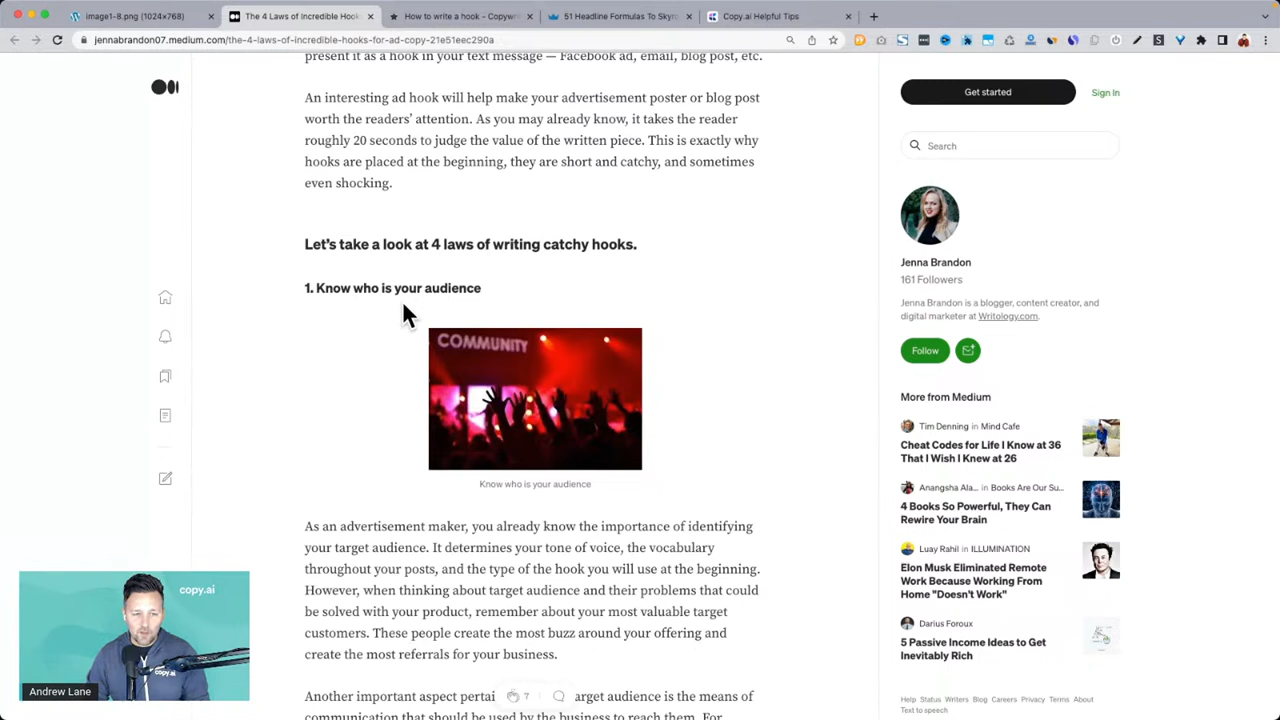 image1-8.png (1024×768)
The 4 Laws of Incredible Hook
How to write a hook - Copywr
51 Headline Formulas To Skyro
Copy.ai Helpful Tips
jennabrandon07.medium.com/the-4-laws-of-incredible-hooks-for-ad-copy-21e51eec290a
present it as a hook in your text message — Facebook ad, email, blog post, etc.
An interesting ad hook will help make your advertisement poster or blog post
worth the readers’ attention. As you may already know, it takes the reader
roughly 20 seconds to judge the value of the written piece. This is exactly why
hooks are placed at the beginning, they are short and catchy, and sometimes
even shocking.
Let’s take a look at 4 laws of writing catchy hooks.
1. Know who is your audience
COMMUNITY
Know who is your audience
As an advertisement maker, you already know the importance of identifying
your target audience. It determines your tone of voice, the vocabulary
throughout your posts, and the type of the hook you will use at the beginning.
However, when thinking about target audience and their problems that could
be solved with your product, remember about your most valuable target
customers. These people create the most buzz around your offering and
create the most referrals for your business.
Another important aspect pertai
7
arget audience is the means of
communication that should be used by the business to reach them. For
Get started
Sign In
Search
Jenna Brandon
161 Followers
Jenna Brandon is a blogger, content creator, and
digital marketer at Writology.com.
Follow
More from Medium
Tim Denning in Mind Cafe
Cheat Codes for Life I Know at 36
That I Wish I Knew at 26
Anangsha Ala... in Books Are Our Su...
4 Books So Powerful, They Can
Rewire Your Brain
Luay Rahil in ILLUMINATION
Elon Musk Eliminated Remote
Work Because Working From
Home "Doesn't Work"
Darius Foroux
5 Passive Income Ideas to Get
Inevitably Rich
Help Status Writers Blog Careers Privacy Terms About
Text to speech
copy.ai
copy.ai
Andrew Lane